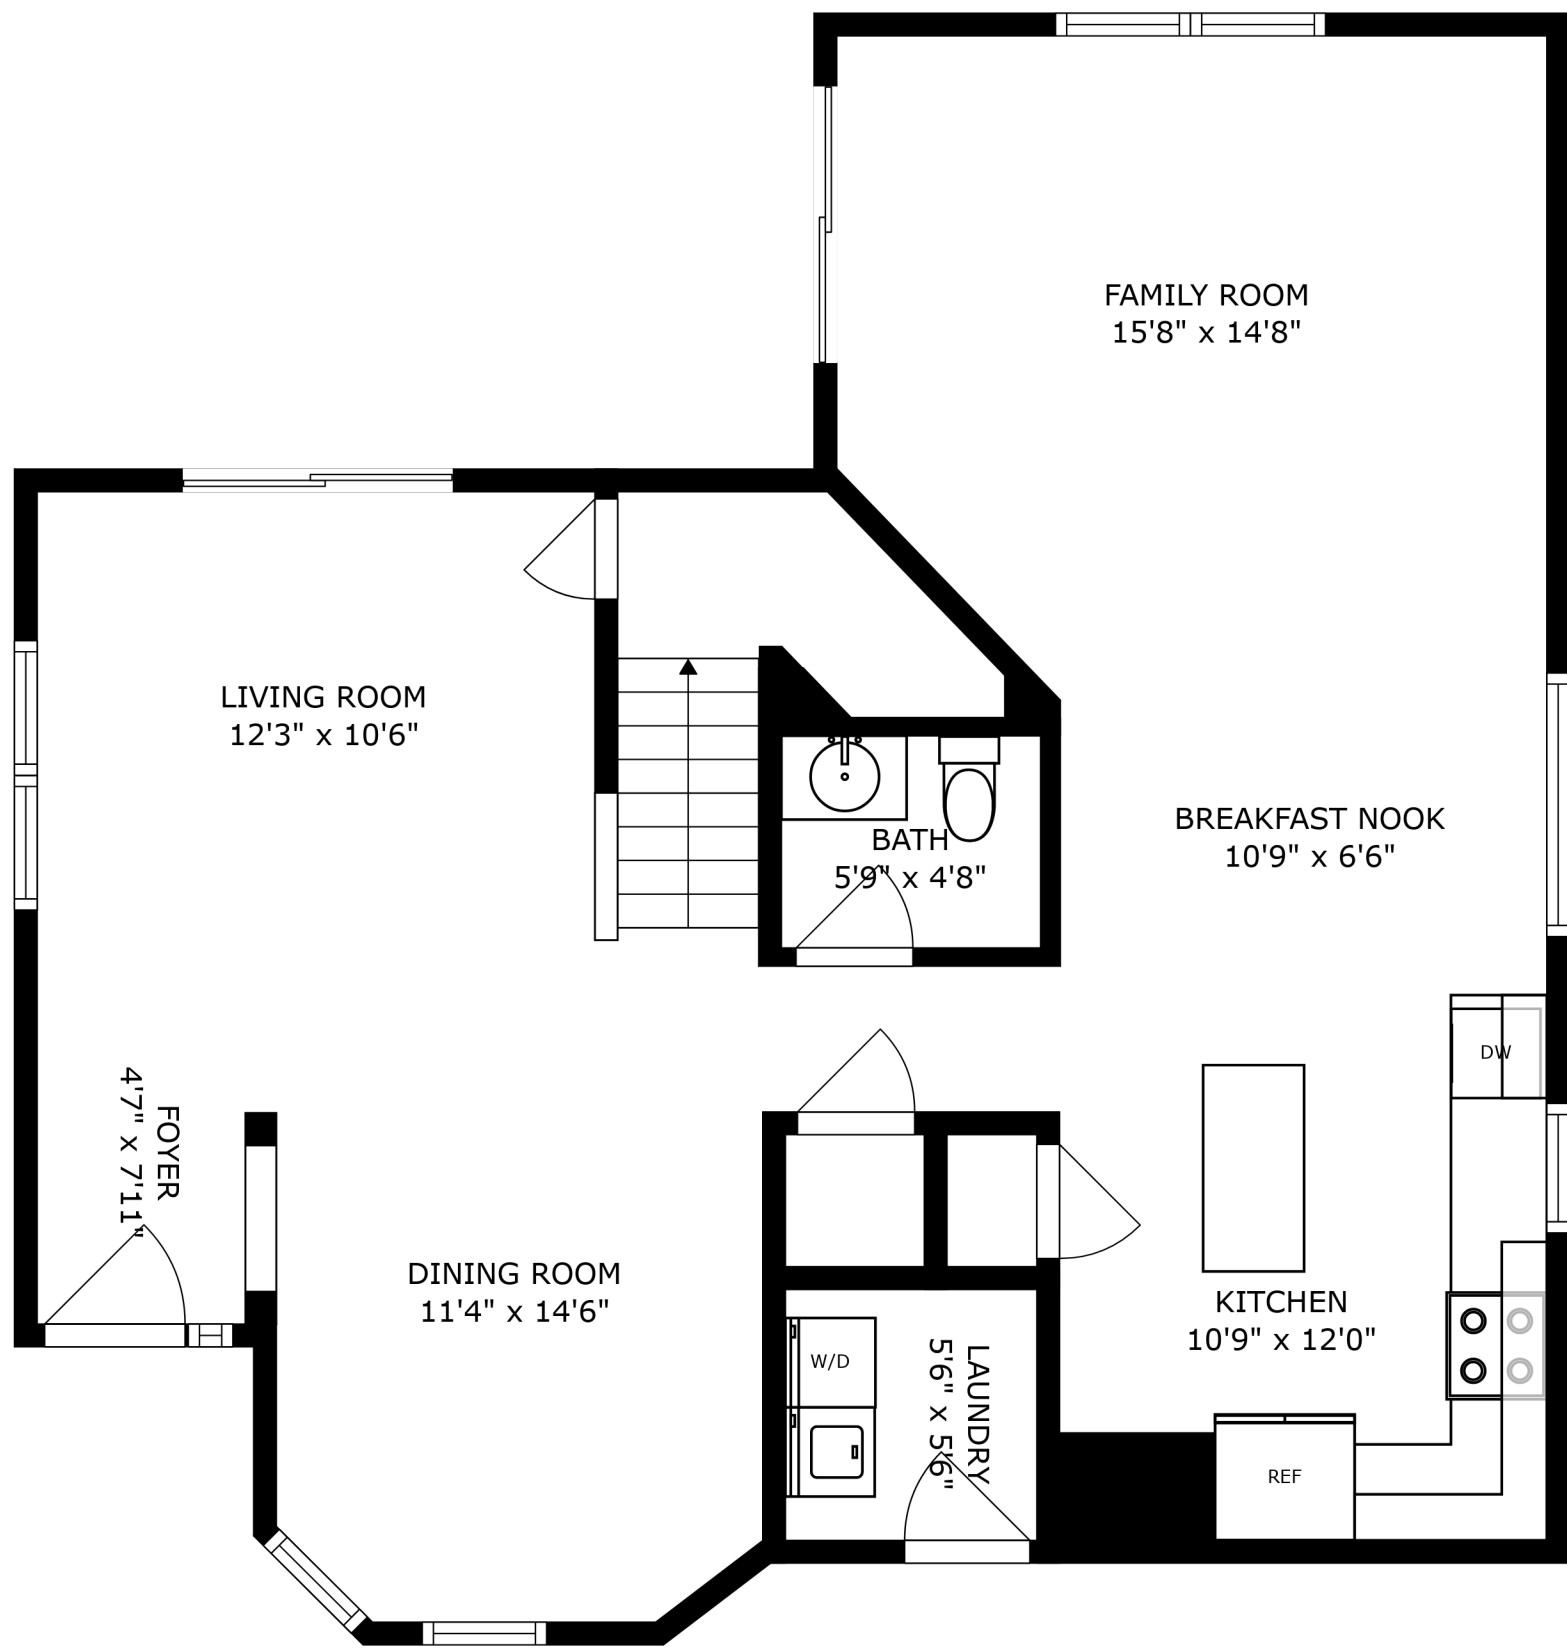 FAMILY ROOM
15'8" x 14'8"
LIVING ROOM
12'3" x 10'6"
BREAKFAST NOOK
10'9" x 6'6"
BATH
5'9" x 4'8"
DW
FOYER
4'7" x 7'11"
DINING ROOM
11'4" x 14'6"
KITCHEN
10'9" x 12'0"
W/D
LAUNDRY
5'6" x 5'6"
REF